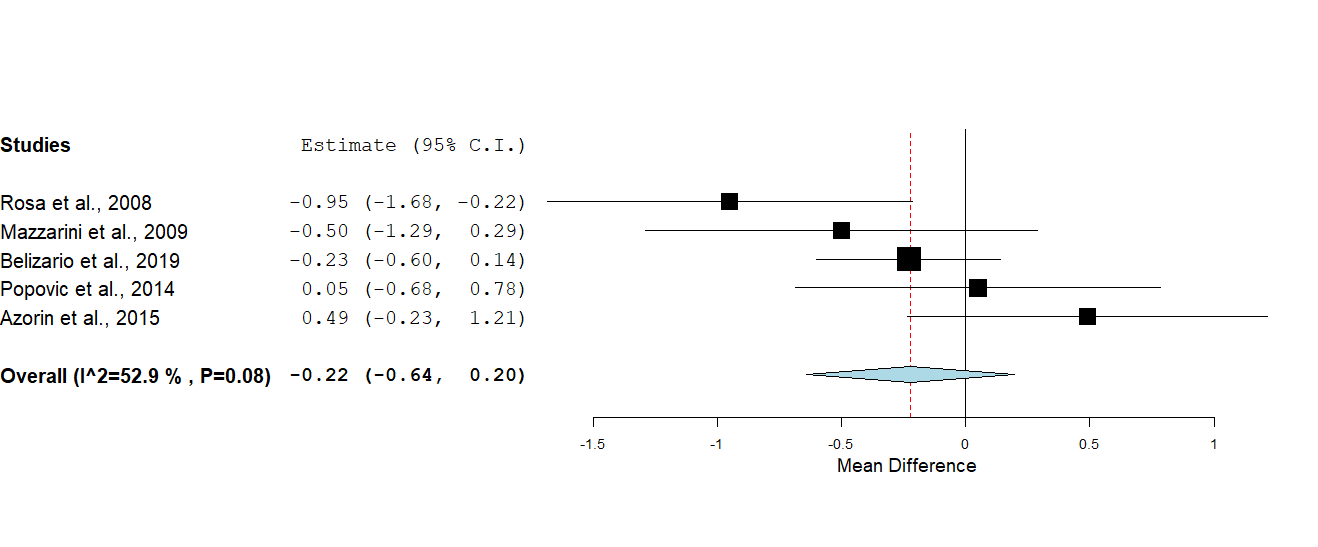 Studies Estimate (95% C.I.)
Rosa et al., 2008 -0.95 (-1.68, -0.22)
Mazzarini et al., 2009 -0.50 (-1.29, 0.29)
Belizario et al., 2019 -0.23 (-0.60, 0.14)
Popovic et al., 2014 0.05 (-0.68, 0.78)
Azorin et al., 2015 0.49 (-0.23, 1.21)
Overall (I^2=52.9 % , P=0.08) -0.22 (-0.64, 0.20)
-1.5 -1 -0.5 0 0.5 1
Mean Difference